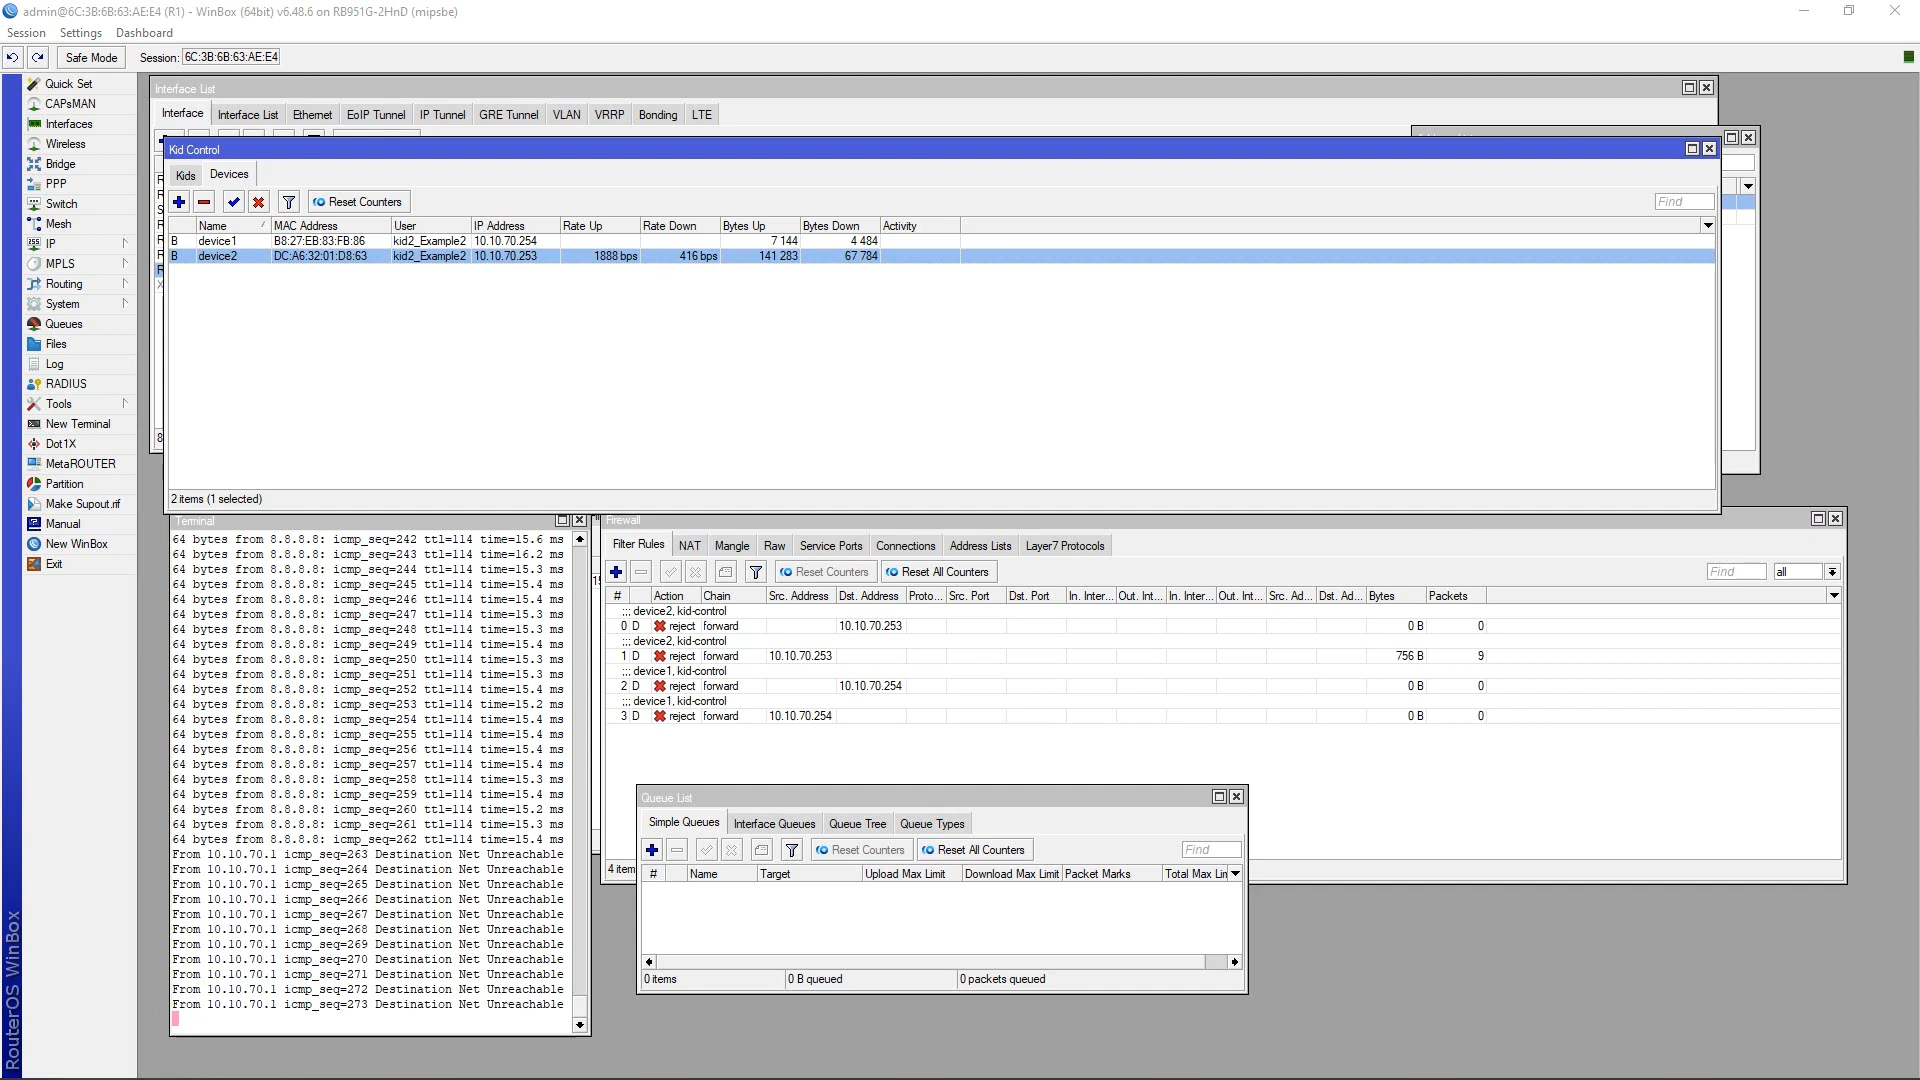 admin@6C:3B:6B:63:AE:E4 (R1) - WinBox (64bit) v6.48.6 on RB951G-2HnD (mipsbe)
Session Settings Dashboard
Safe Mode Session: 6C:3B:6B:63:AE:E4
Quick Set
CAPsMAN
Interfaces
Wireless
Bridge
PPP
Switch
Mesh
IP
MPLS
Routing
System
Queues
Files
Log
RADIUS
Tools
New Terminal
Dot1X
MetaROUTER
Partition
Make Supout.rif
Manual
New WinBox
Exit
RouterOS WinBox
Interface List
Interface Interface List Ethernet EoIP Tunnel IP Tunnel GRE Tunnel VLAN VRRP Bonding LTE
Kid Control
Kids Devices
Reset Counters Find
Name MAC Address User IP Address Rate Up Rate Down Bytes Up Bytes Down Activity
B device1 B8:27:EB:83:FB:86 kid2_Example2 10.10.70.254 7 144 4 484
B device2 DC:A6:32:01:D8:63 kid2_Example2 10.10.70.253 1888 bps 416 bps 141 283 67 784
2 items (1 selected)
Terminal
64 bytes from 8.8.8.8: icmp_seq=242 ttl=114 time=15.6 ms
64 bytes from 8.8.8.8: icmp_seq=243 ttl=114 time=16.2 ms
64 bytes from 8.8.8.8: icmp_seq=244 ttl=114 time=15.3 ms
64 bytes from 8.8.8.8: icmp_seq=245 ttl=114 time=15.4 ms
64 bytes from 8.8.8.8: icmp_seq=246 ttl=114 time=15.4 ms
64 bytes from 8.8.8.8: icmp_seq=247 ttl=114 time=15.3 ms
64 bytes from 8.8.8.8: icmp_seq=248 ttl=114 time=15.3 ms
64 bytes from 8.8.8.8: icmp_seq=249 ttl=114 time=15.4 ms
64 bytes from 8.8.8.8: icmp_seq=250 ttl=114 time=15.3 ms
64 bytes from 8.8.8.8: icmp_seq=251 ttl=114 time=15.3 ms
64 bytes from 8.8.8.8: icmp_seq=252 ttl=114 time=15.4 ms
64 bytes from 8.8.8.8: icmp_seq=253 ttl=114 time=15.2 ms
64 bytes from 8.8.8.8: icmp_seq=254 ttl=114 time=15.4 ms
64 bytes from 8.8.8.8: icmp_seq=255 ttl=114 time=15.4 ms
64 bytes from 8.8.8.8: icmp_seq=256 ttl=114 time=15.4 ms
64 bytes from 8.8.8.8: icmp_seq=257 ttl=114 time=15.4 ms
64 bytes from 8.8.8.8: icmp_seq=258 ttl=114 time=15.3 ms
64 bytes from 8.8.8.8: icmp_seq=259 ttl=114 time=15.4 ms
64 bytes from 8.8.8.8: icmp_seq=260 ttl=114 time=15.2 ms
64 bytes from 8.8.8.8: icmp_seq=261 ttl=114 time=15.3 ms
64 bytes from 8.8.8.8: icmp_seq=262 ttl=114 time=15.4 ms
From 10.10.70.1 icmp_seq=263 Destination Net Unreachable
From 10.10.70.1 icmp_seq=264 Destination Net Unreachable
From 10.10.70.1 icmp_seq=265 Destination Net Unreachable
From 10.10.70.1 icmp_seq=266 Destination Net Unreachable
From 10.10.70.1 icmp_seq=267 Destination Net Unreachable
From 10.10.70.1 icmp_seq=268 Destination Net Unreachable
From 10.10.70.1 icmp_seq=269 Destination Net Unreachable
From 10.10.70.1 icmp_seq=270 Destination Net Unreachable
From 10.10.70.1 icmp_seq=271 Destination Net Unreachable
From 10.10.70.1 icmp_seq=272 Destination Net Unreachable
From 10.10.70.1 icmp_seq=273 Destination Net Unreachable
Firewall
Filter Rules NAT Mangle Raw Service Ports Connections Address Lists Layer7 Protocols
Reset Counters Reset All Counters Find all
# Action Chain Src. Address Dst. Address Proto... Src. Port Dst. Port In. Inter... Out. Int... In. Inter... Out. Int... Src. Ad... Dst. Ad... Bytes Packets
;;; device2, kid-control
0 D reject forward 10.10.70.253 0 B 0
;;; device2, kid-control
1 D reject forward 10.10.70.253 756 B 9
;;; device1, kid-control
2 D reject forward 10.10.70.254 0 B 0
;;; device1, kid-control
3 D reject forward 10.10.70.254 0 B 0
4 item
Queue List
Simple Queues Interface Queues Queue Tree Queue Types
Reset Counters Reset All Counters Find
# Name Target Upload Max Limit Download Max Limit Packet Marks Total Max Lin
0 items 0 B queued 0 packets queued